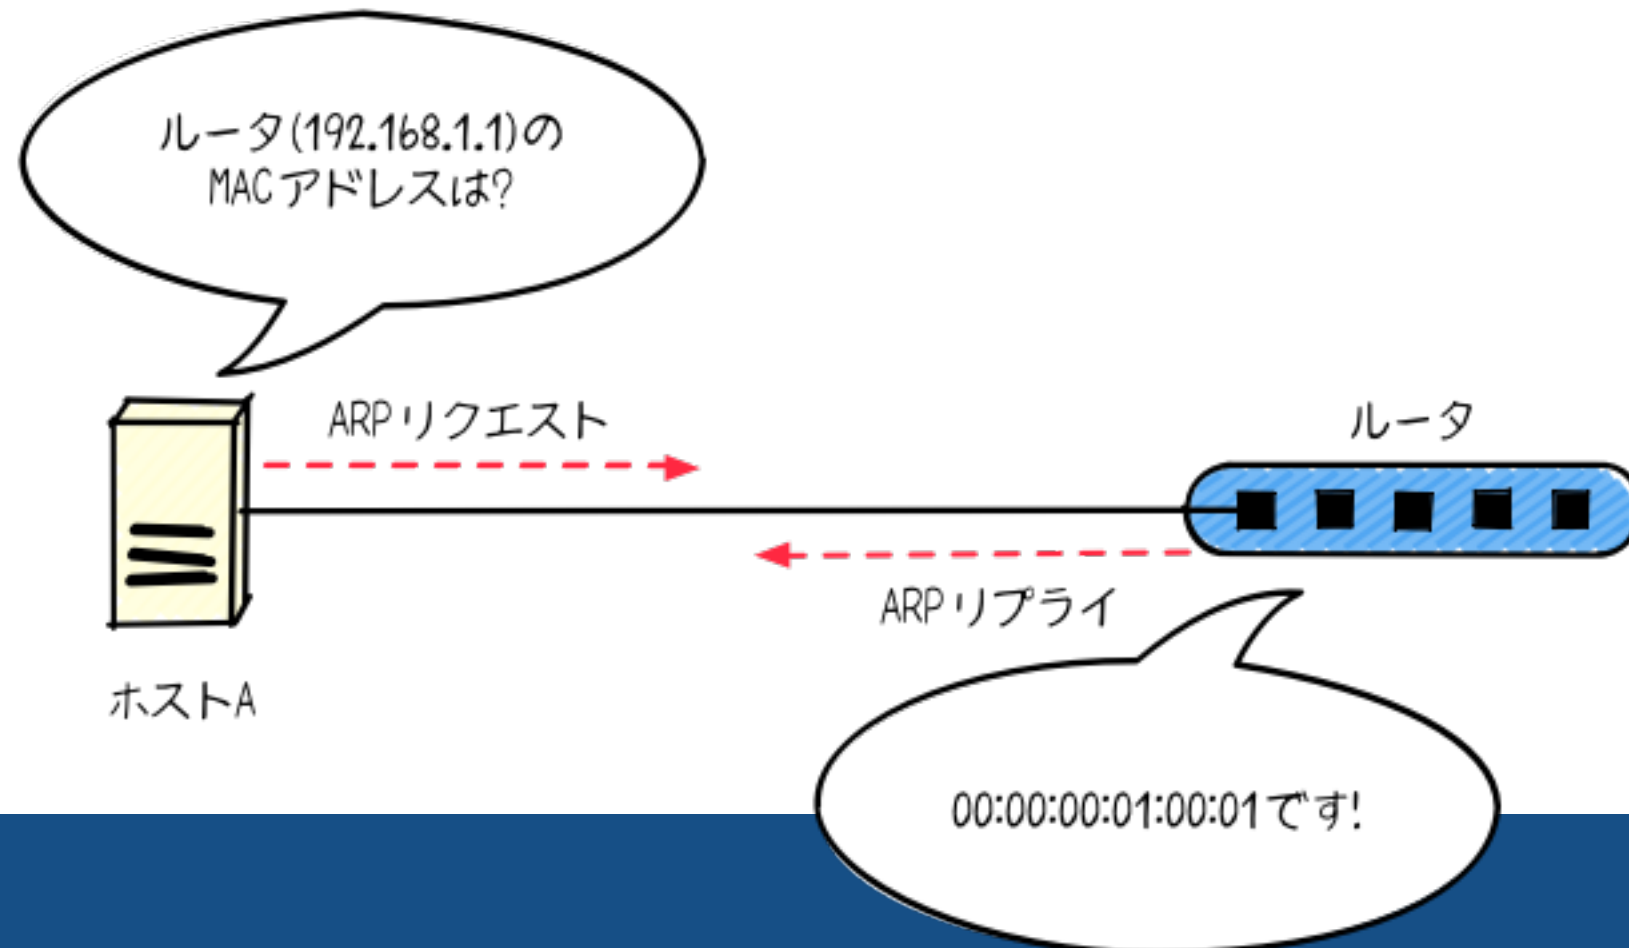 ルータ(192.168.1.1)の
MACアドレスは?
ARPリクエスト
ルータ
ARPリプライ
ホストA
00:00:00:01:00:01です!